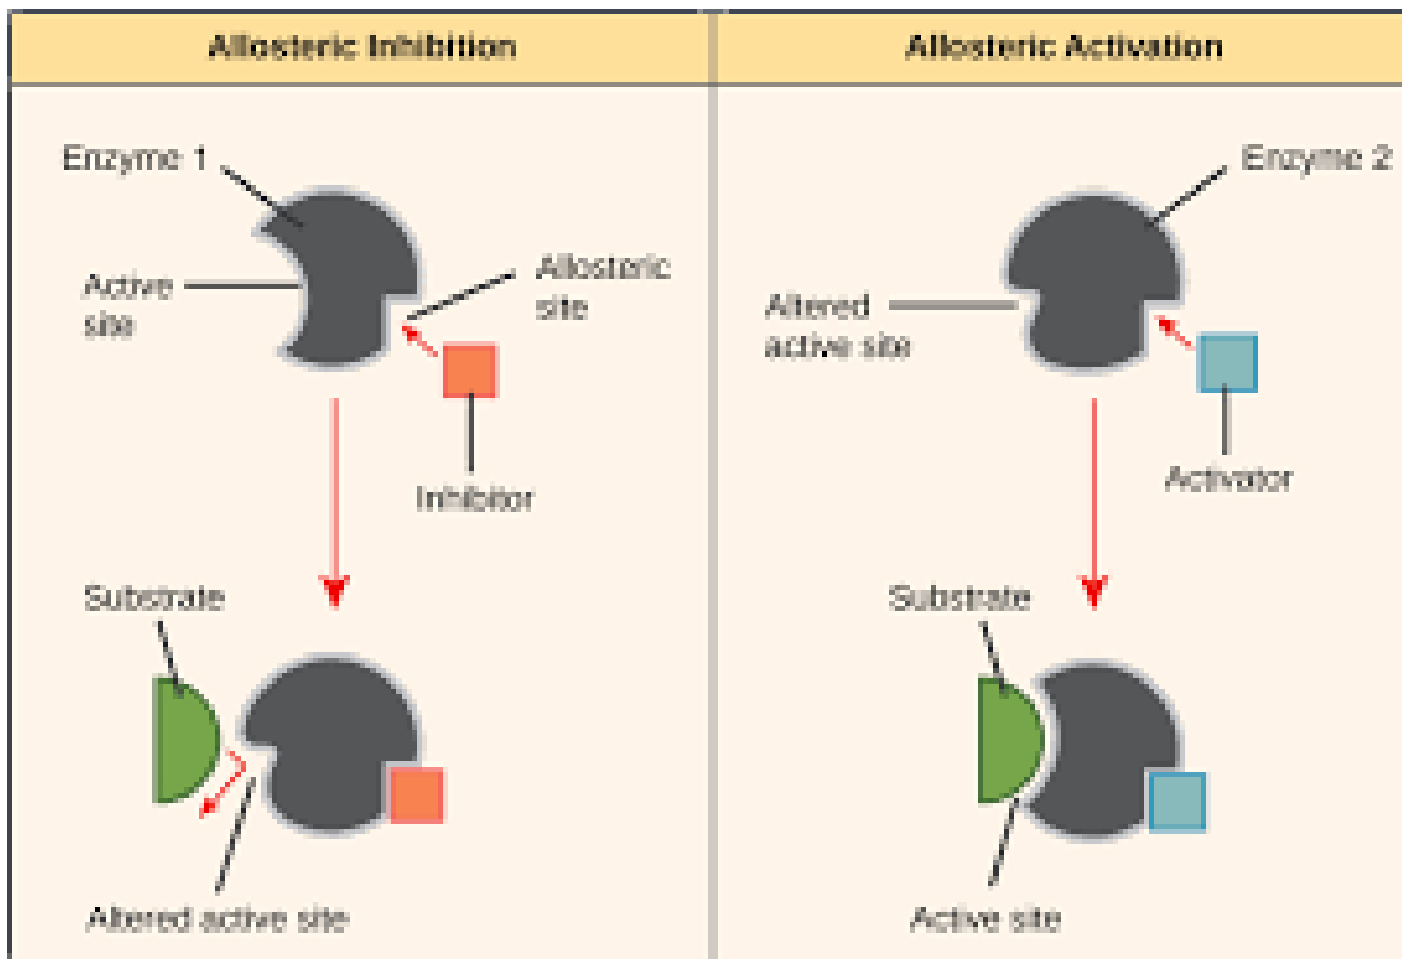 Allosteric Inhibition
Enzyme 1
Active
site
Allosteric
site
Inhibitor
Substrate
Altered active site
Allosteric Activation
Enzyme 2
Altered
active site
Activator
Substrate
Active site